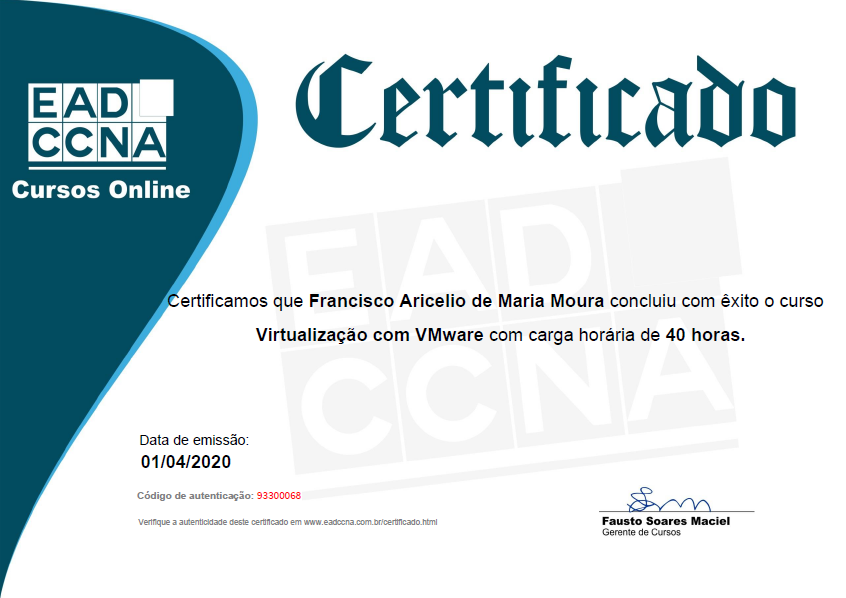 EAD
CCNA
Cursos Online
Certificado
EAD
CCNA
Certificamos que Francisco Aricelio de Maria Moura concluiu com êxito o curso
Virtualização com VMware com carga horária de 40 horas.
Data de emissão:
01/04/2020
Código de autenticação: 93300068
Verifique a autenticidade deste certificado em www.eadccna.com.br/certificado.html
Fausto Soares Maciel
Gerente de Cursos